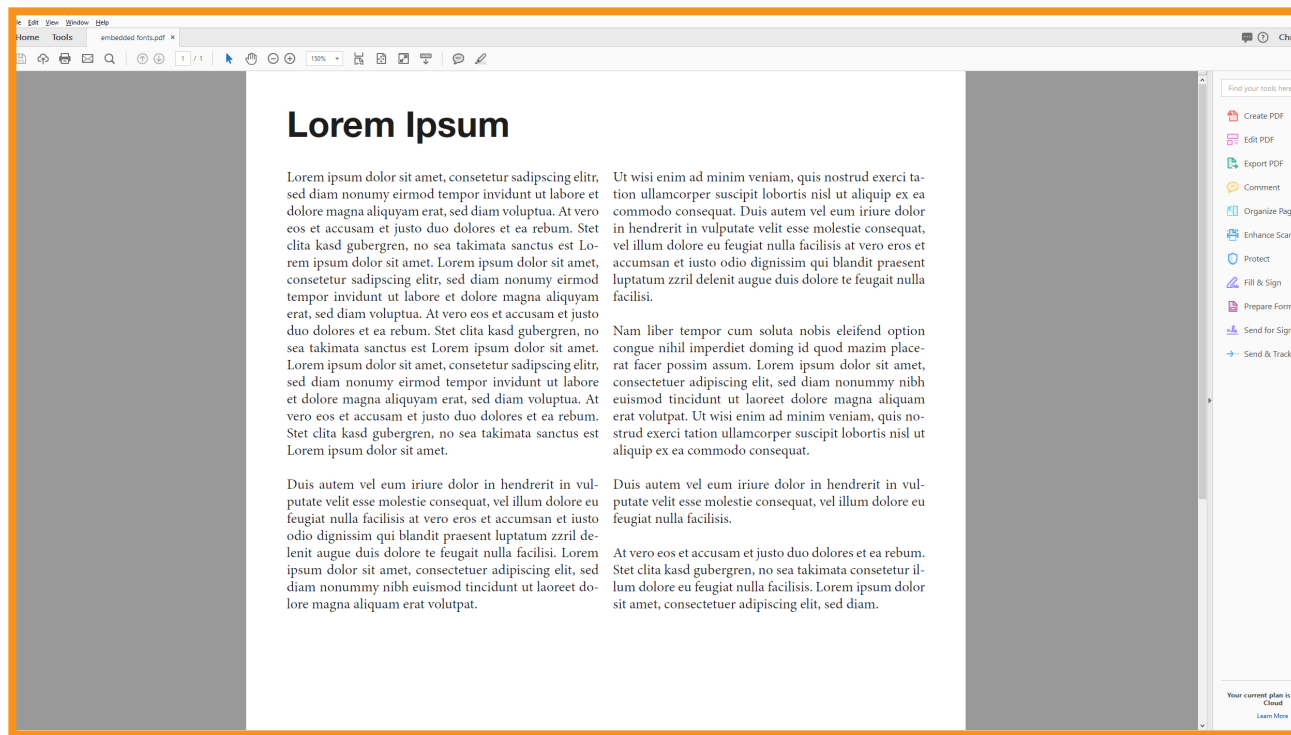 Edit View Window Help
Home Tools embedded fonts.pdf ×
1 / 1 150%
Lorem Ipsum
Lorem ipsum dolor sit amet, consetetur sadipscing elitr,
sed diam nonumy eirmod tempor invidunt ut labore et
dolore magna aliquyam erat, sed diam voluptua. At vero
eos et accusam et justo duo dolores et ea rebum. Stet
clita kasd gubergren, no sea takimata sanctus est Lo-
rem ipsum dolor sit amet. Lorem ipsum dolor sit amet,
consetetur sadipscing elitr, sed diam nonumy eirmod
tempor invidunt ut labore et dolore magna aliquyam
erat, sed diam voluptua. At vero eos et accusam et justo
duo dolores et ea rebum. Stet clita kasd gubergren, no
sea takimata sanctus est Lorem ipsum dolor sit amet.
Lorem ipsum dolor sit amet, consetetur sadipscing elitr,
sed diam nonumy eirmod tempor invidunt ut labore
et dolore magna aliquyam erat, sed diam voluptua. At
vero eos et accusam et justo duo dolores et ea rebum.
Stet clita kasd gubergren, no sea takimata sanctus est
Lorem ipsum dolor sit amet.
Duis autem vel eum iriure dolor in hendrerit in vul-
putate velit esse molestie consequat, vel illum dolore eu
feugiat nulla facilisis at vero eros et accumsan et iusto
odio dignissim qui blandit praesent luptatum zzril de-
lenit augue duis dolore te feugait nulla facilisi. Lorem
ipsum dolor sit amet, consectetuer adipiscing elit, sed
diam nonummy nibh euismod tincidunt ut laoreet do-
lore magna aliquam erat volutpat.
Ut wisi enim ad minim veniam, quis nostrud exerci ta-
tion ullamcorper suscipit lobortis nisl ut aliquip ex ea
commodo consequat. Duis autem vel eum iriure dolor
in hendrerit in vulputate velit esse molestie consequat,
vel illum dolore eu feugiat nulla facilisis at vero eros et
accumsan et iusto odio dignissim qui blandit praesent
luptatum zzril delenit augue duis dolore te feugait nulla
facilisi.
Nam liber tempor cum soluta nobis eleifend option
congue nihil imperdiet doming id quod mazim place-
rat facer possim assum. Lorem ipsum dolor sit amet,
consectetuer adipiscing elit, sed diam nonummy nibh
euismod tincidunt ut laoreet dolore magna aliquam
erat volutpat. Ut wisi enim ad minim veniam, quis no-
strud exerci tation ullamcorper suscipit lobortis nisl ut
aliquip ex ea commodo consequat.
Duis autem vel eum iriure dolor in hendrerit in vul-
putate velit esse molestie consequat, vel illum dolore eu
feugiat nulla facilisis.
At vero eos et accusam et justo duo dolores et ea rebum.
Stet clita kasd gubergren, no sea takimata consetetur il-
lum dolore eu feugiat nulla facilisis. Lorem ipsum dolor
sit amet, consectetuer adipiscing elit, sed diam.
Find your tools here
Create PDF
Edit PDF
Export PDF
Comment
Organize Pag
Enhance Scan
Protect
Fill & Sign
Prepare Form
Send for Sign
Send & Track
Your current plan is
Cloud
Learn More